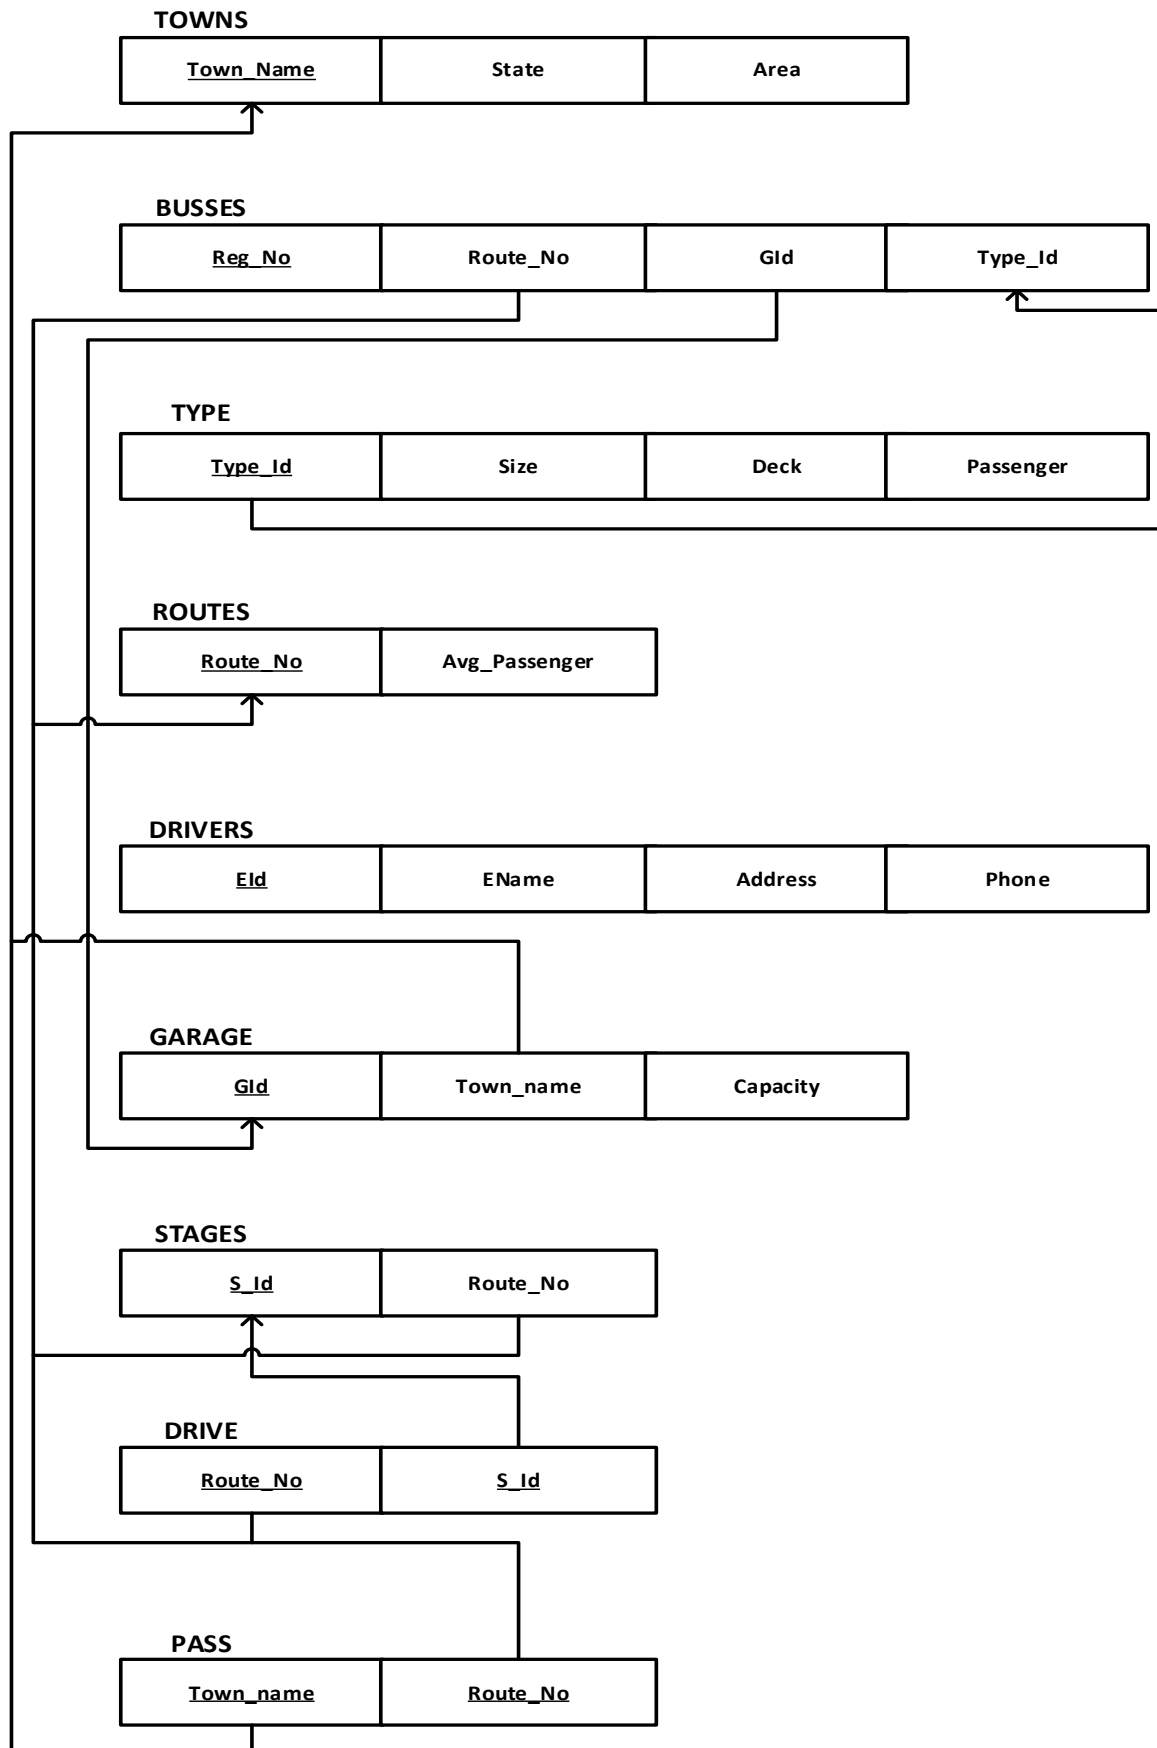 TOWNS
Town_Name State Area
BUSSES
Reg_No Route_No GId Type_Id
TYPE
Type_Id Size Deck Passenger
ROUTES
Route_No Avg_Passenger
DRIVERS
EId EName Address Phone
GARAGE
GId Town_name Capacity
STAGES
S_Id Route_No
DRIVE
Route_No S_Id
PASS
Town_name Route_No